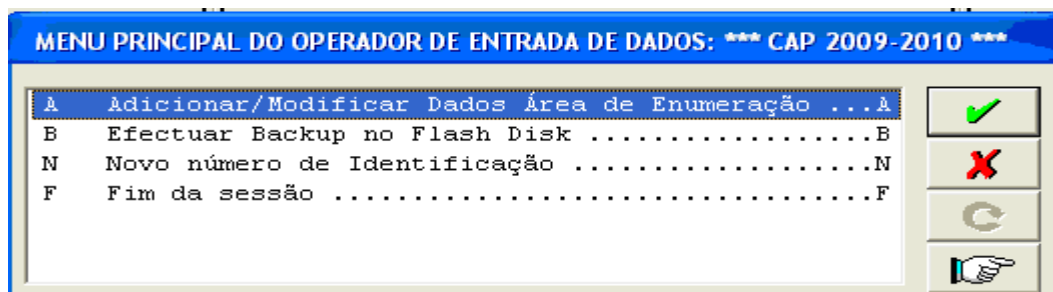 MENU PRINCIPAL DO OPERADOR DE ENTRADA DE DADOS: *** CAP 2009-2010 ***
A Adicionar/Modificar Dados Área de Enumeração ...A
B Efectuar Backup no Flash Disk ..................B
N Novo número de Identificação ...................N
F Fim da sessão ..................................F